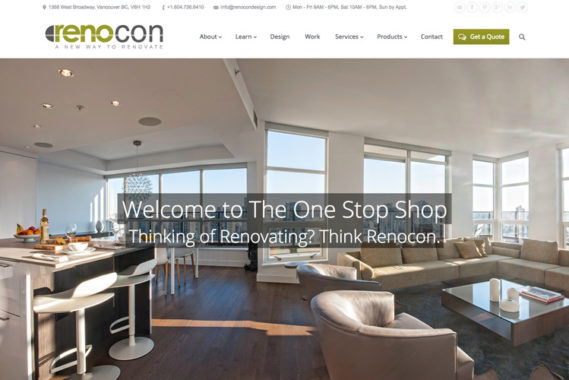 1368 West Broadway, Vancouver BC, V6H 1H2 +1.604.736.6410 info@renocondesign.com Mon - Fri 9AM - 6PM, Sat 10AM - 6PM, Sun by Appt.
renocon
A NEW WAY TO RENOVATE
About Learn Design Work Services Products Contact Get a Quote
Welcome to The One Stop Shop
Thinking of Renovating? Think Renocon..